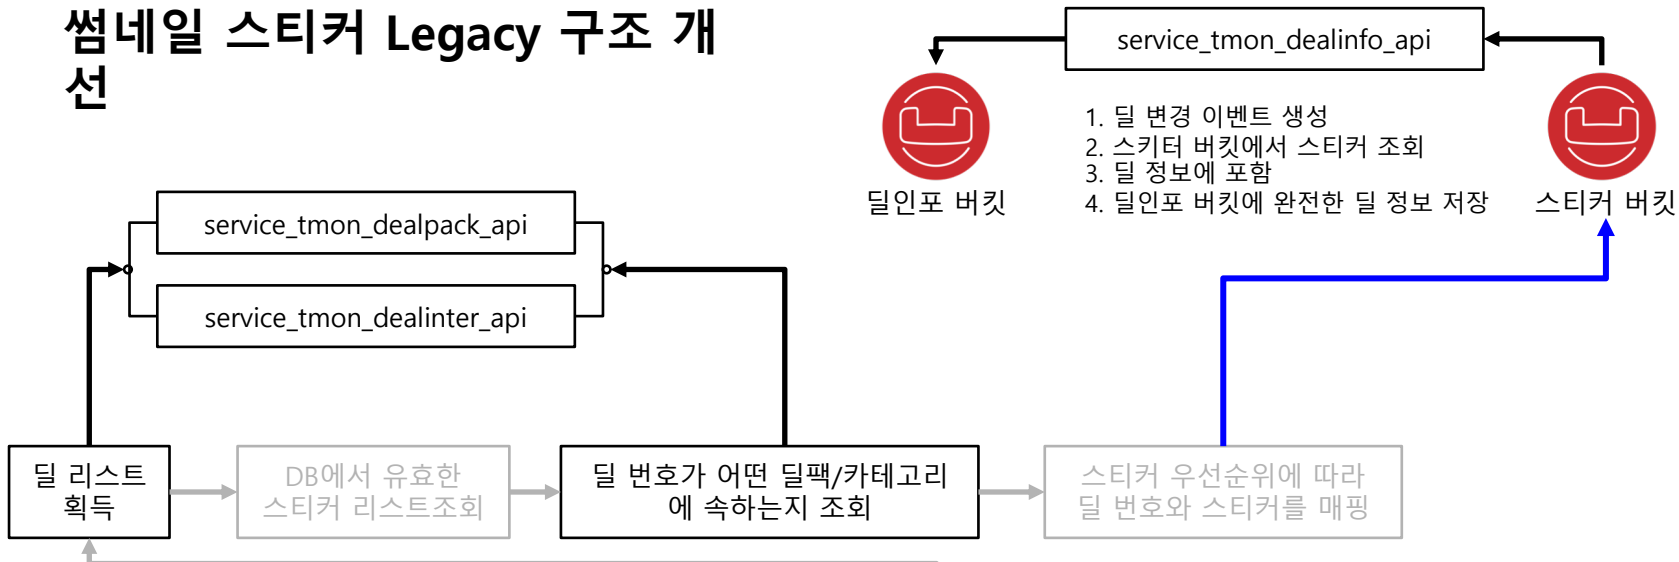 썸네일 스티커 Legacy 구조 개
선
service_tmon_dealinfo_api
1. 딜 변경 이벤트 생성
2. 스키터 버킷에서 스티커 조회
3. 딜 정보에 포함
4. 딜인포 버킷에 완전한 딜 정보 저장
딜인포 버킷
스티커 버킷
service_tmon_dealpack_api
service_tmon_dealinter_api
딜 리스트
획득
DB에서 유효한
스티커 리스트조회
딜 번호가 어떤 딜팩/카테고리
에 속하는지 조회
스티커 우선순위에 따라
딜 번호와 스티커를 매핑